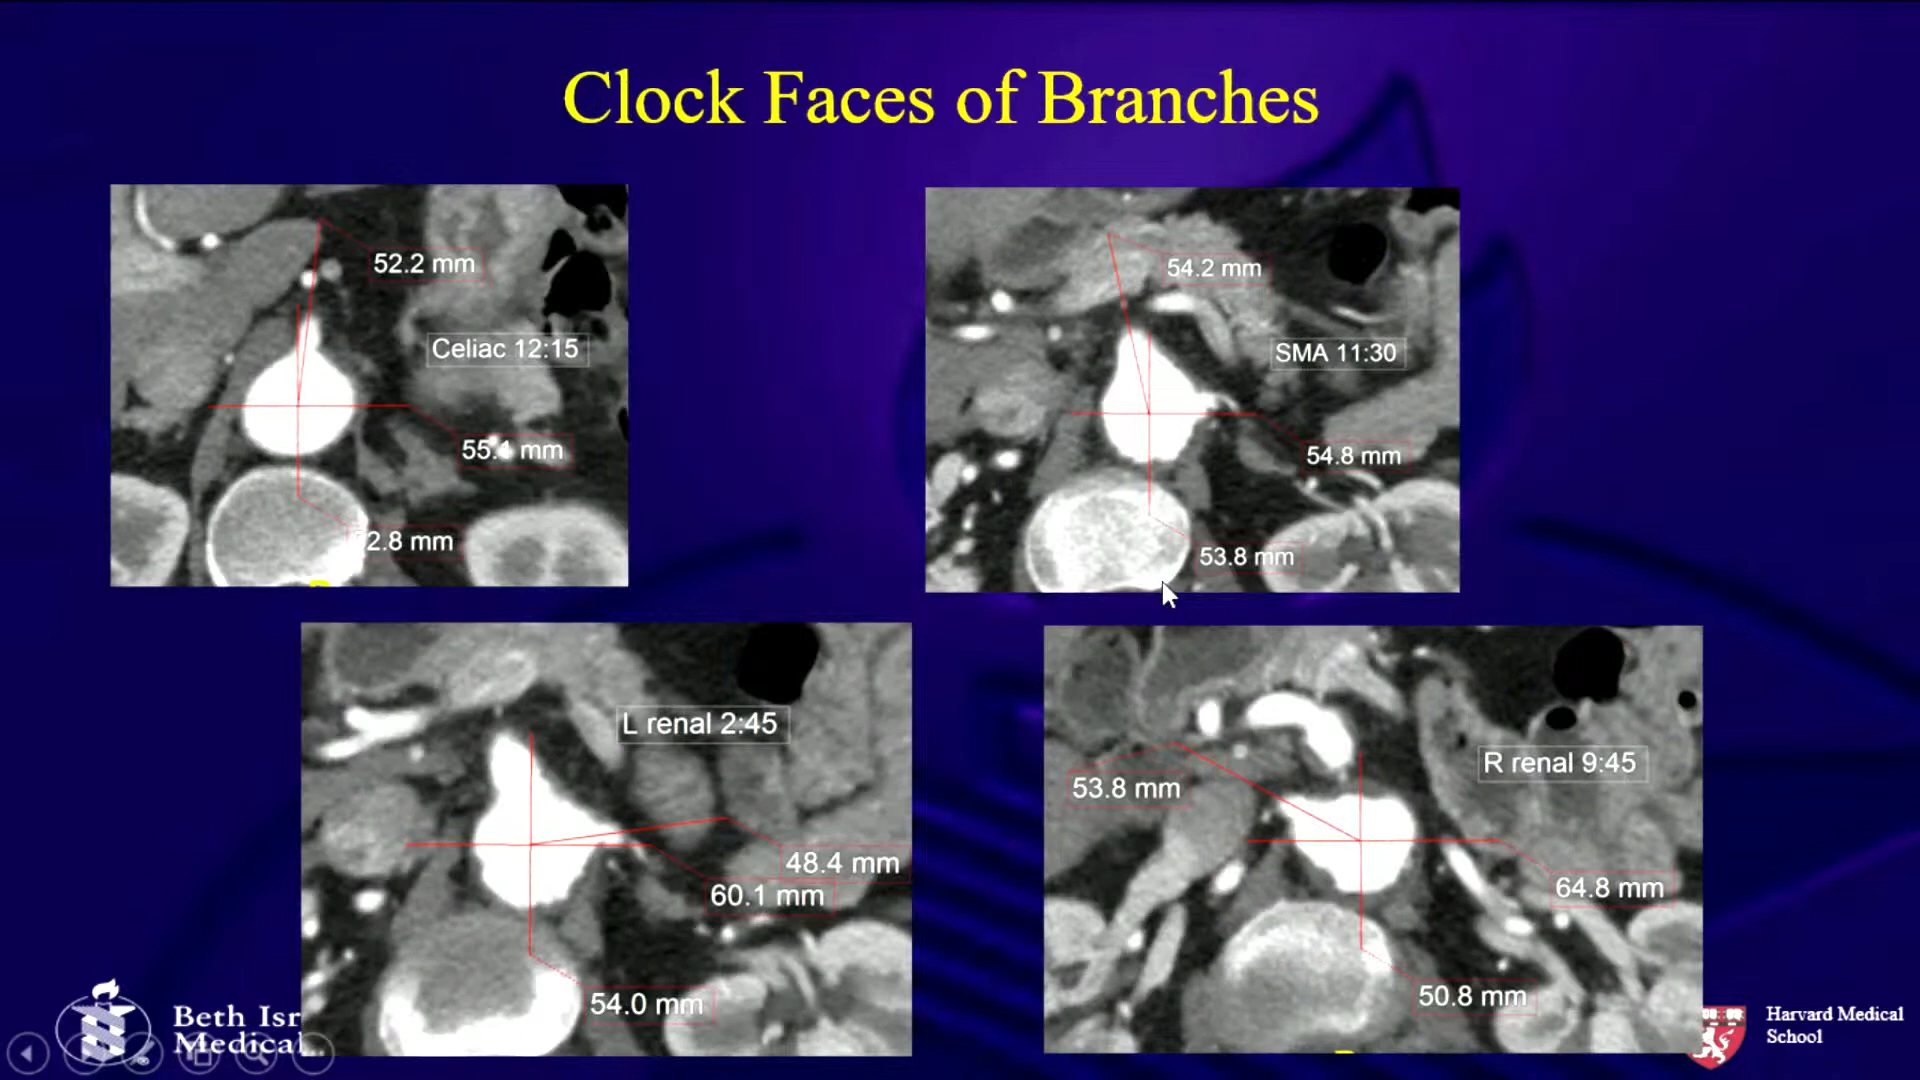 Clock Faces of Branches
52.2 mm
Celiac 12:15
mm
2.8 mm
54.2 mm
SMA 11:30
54.8 mm
53.8 mm
L renal 2:45
48.4 mm
60.1 mm
54.0 mm
53.8 mm
R renal 9:45
64.8 mm
50.8 mm
Beth Isr
Medical
Harvard Medical
School